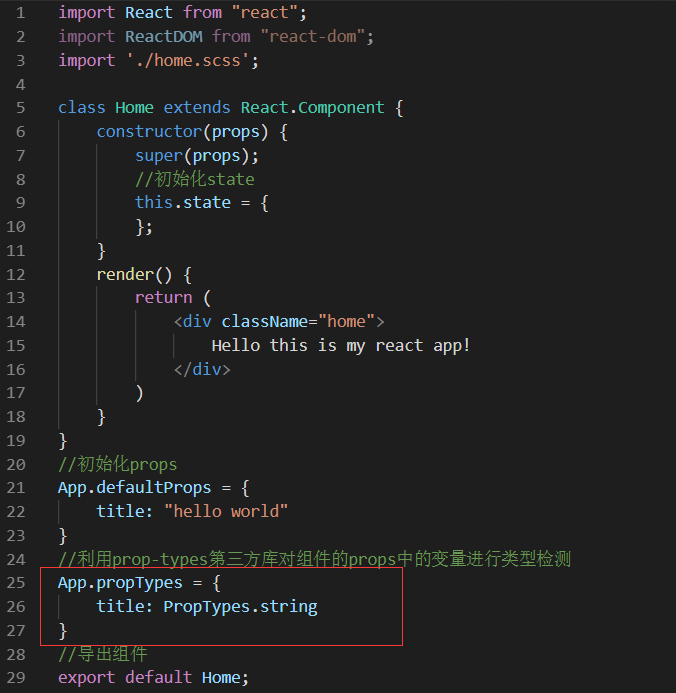 1 import React from "react";
2 import ReactDOM from "react-dom";
3 import './home.scss';
4
5 class Home extends React.Component {
6     constructor(props) {
7         super(props);
8         //初始化state
9         this.state = {
10         };
11     }
12     render() {
13         return (
14             <div className="home">
15                 Hello this is my react app!
16             </div>
17         )
18     }
19 }
20 //初始化props
21 App.defaultProps = {
22     title: "hello world"
23 }
24 //利用prop-types第三方库对组件的props中的变量进行类型检测
25 App.propTypes = {
26     title: PropTypes.string
27 }
28 //导出组件
29 export default Home;